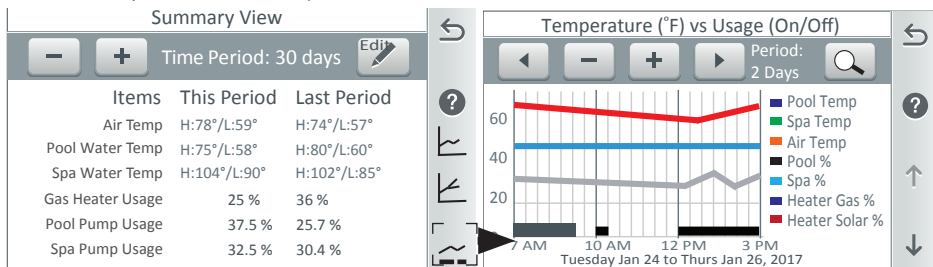 Summary View
Time Period: 30 days
Edit
Items This Period Last Period
Air Temp H:78°/L:59° H:74°/L:57°
Pool Water Temp H:75°/L:58° H:80°/L:60°
Spa Water Temp H:104°/L:90° H:102°/L:85°
Gas Heater Usage 25 % 36 %
Pool Pump Usage 37.5 % 25.7 %
Spa Pump Usage 32.5 % 30.4 %
?
Temperature (˚F) vs Usage (On/Off)
Period:
2 Days
60
40
20
Pool Temp
Spa Temp
Air Temp
Pool %
Spa %
Heater Gas %
Heater Solar %
7 AM 10 AM 12 PM 3 PM
Tuesday Jan 24 to Thurs Jan 26, 2017
?